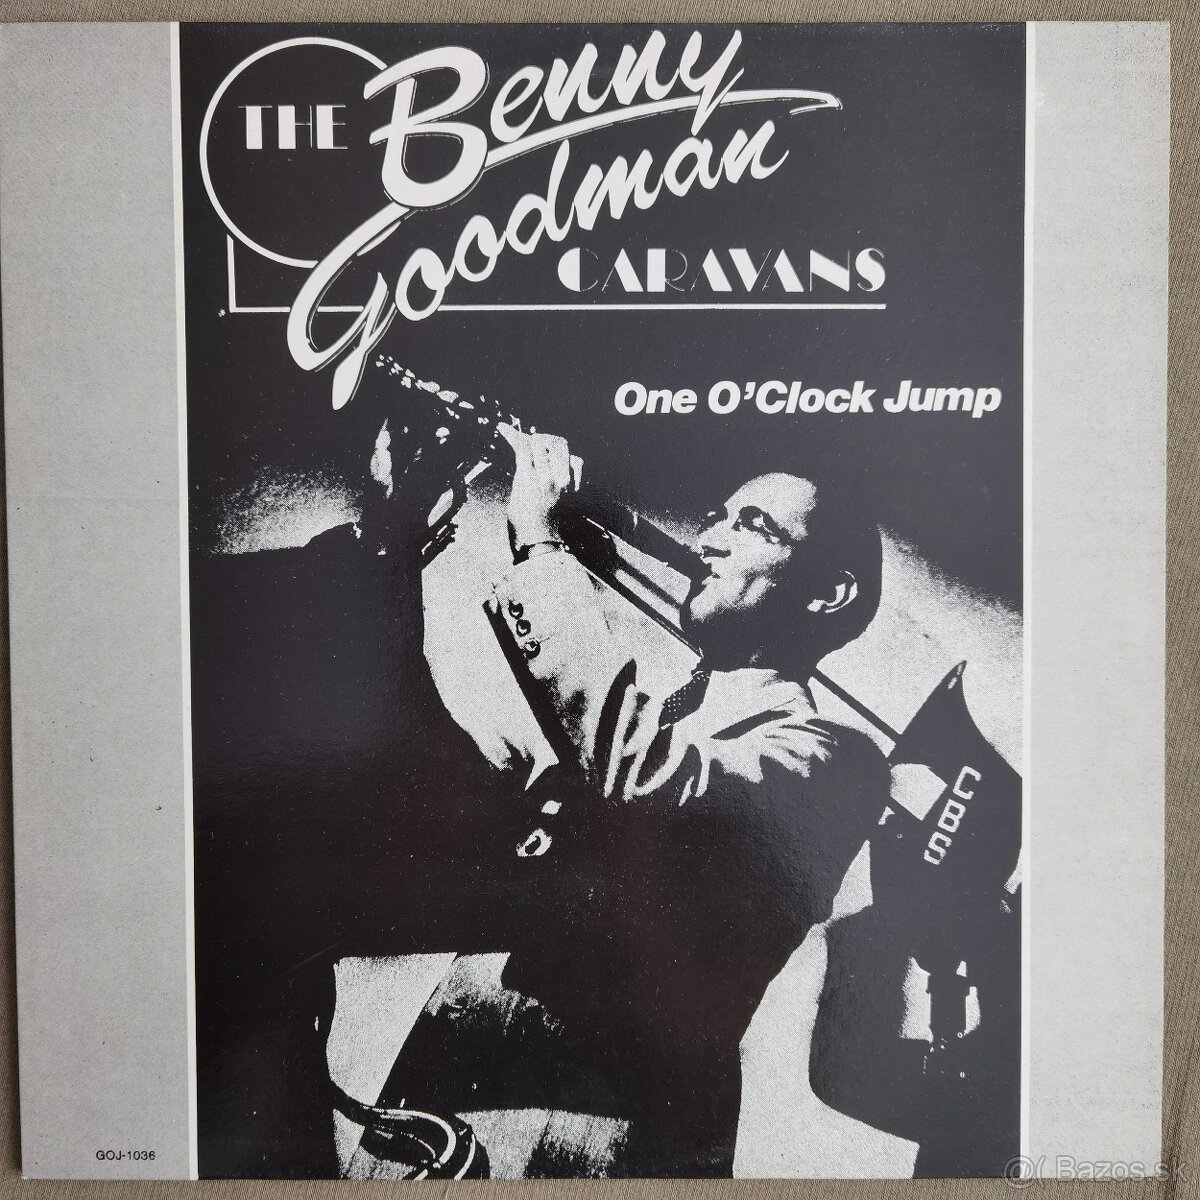 THE Benny
Goodman
CARAVANS
One O'Clock Jump
CBS
GOJ-1036
@( Bazos.sk